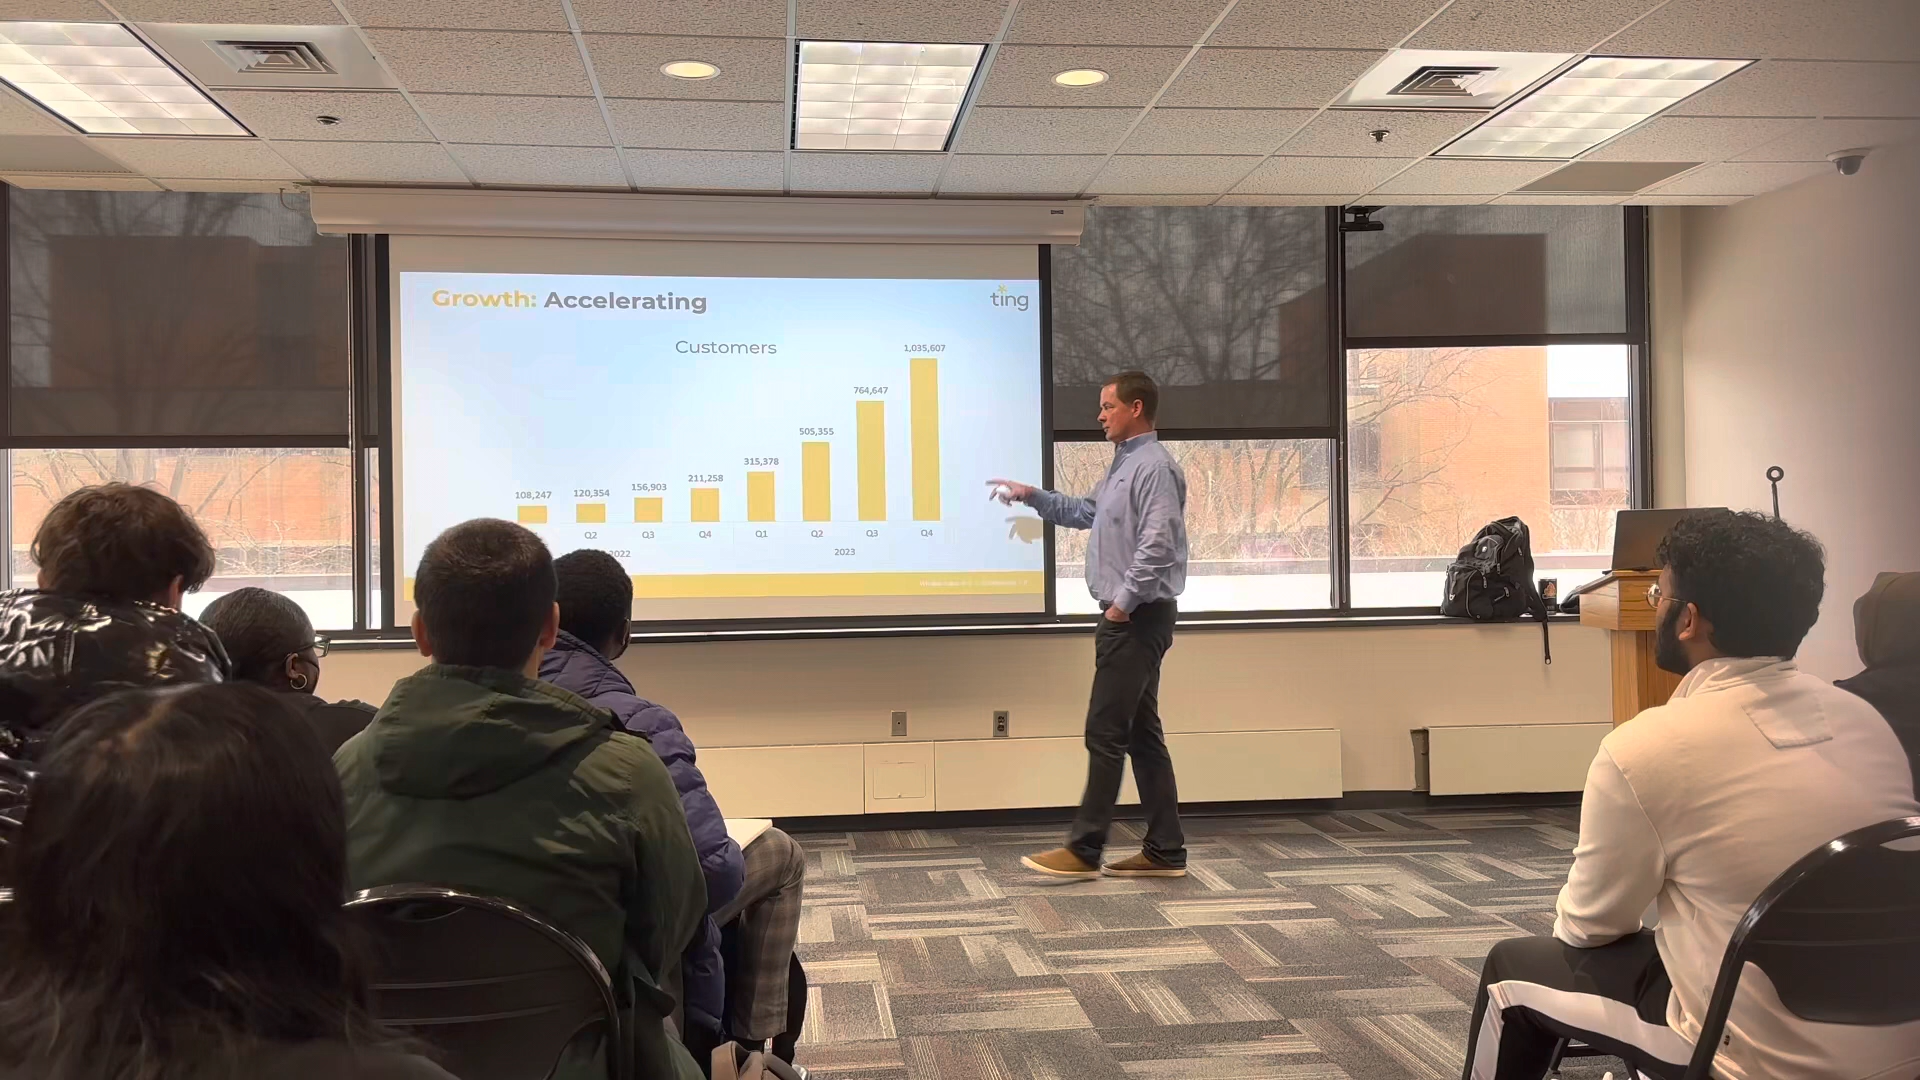 Growth: Accelerating
ting
Customers
1,035,607
764,647
505,355
315,378
211,258
156,903
120,354
108,247
Q2 Q3 Q4 Q1 Q2 Q3 Q4
2022 2023